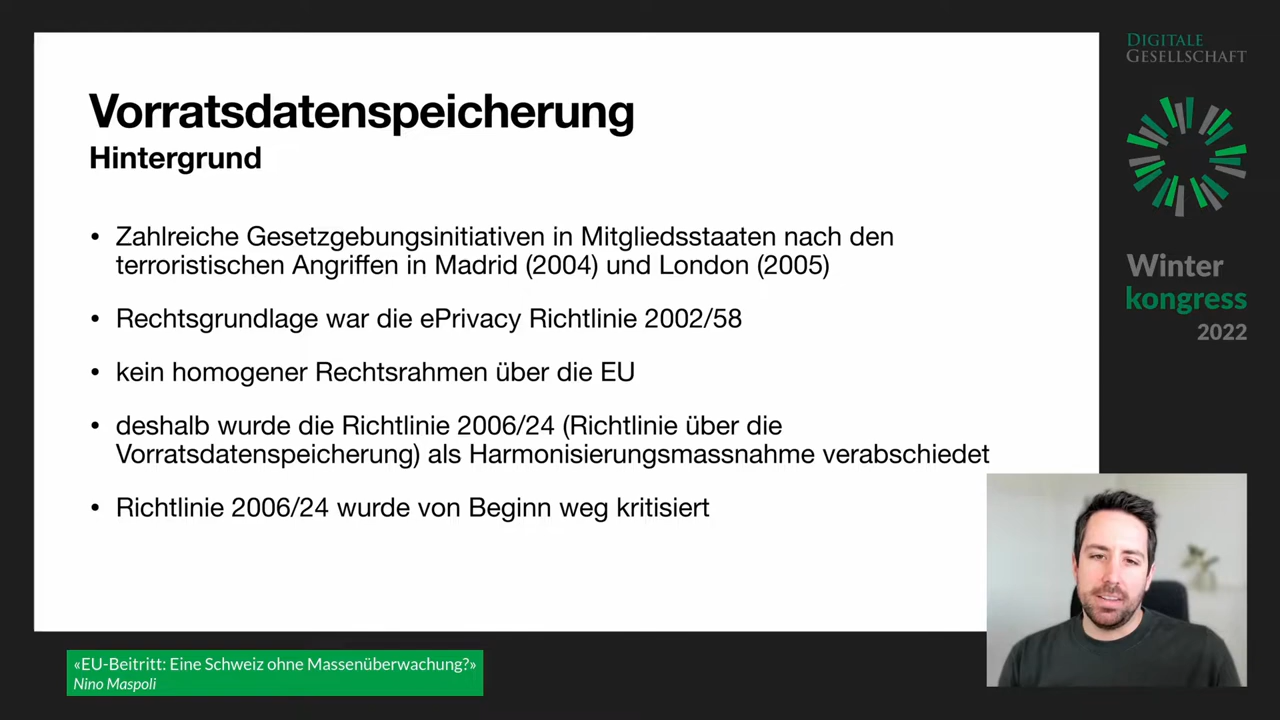 Vorratsdatenspeicherung
Hintergrund
• Zahlreiche Gesetzgebungsinitiativen in Mitgliedsstaaten nach den
terroristischen Angriffen in Madrid (2004) und London (2005)
• Rechtsgrundlage war die ePrivacy Richtlinie 2002/58
• kein homogener Rechtsrahmen über die EU
• deshalb wurde die Richtlinie 2006/24 (Richtlinie über die
Vorratsdatenspeicherung) als Harmonisierungsmassnahme verabschiedet
• Richtlinie 2006/24 wurde von Beginn weg kritisiert
DIGITALE
GESELLSCHAFT
Winter
kongress
2022
«EU-Beitritt: Eine Schweiz ohne Massenüberwachung?»
Nino Maspoli